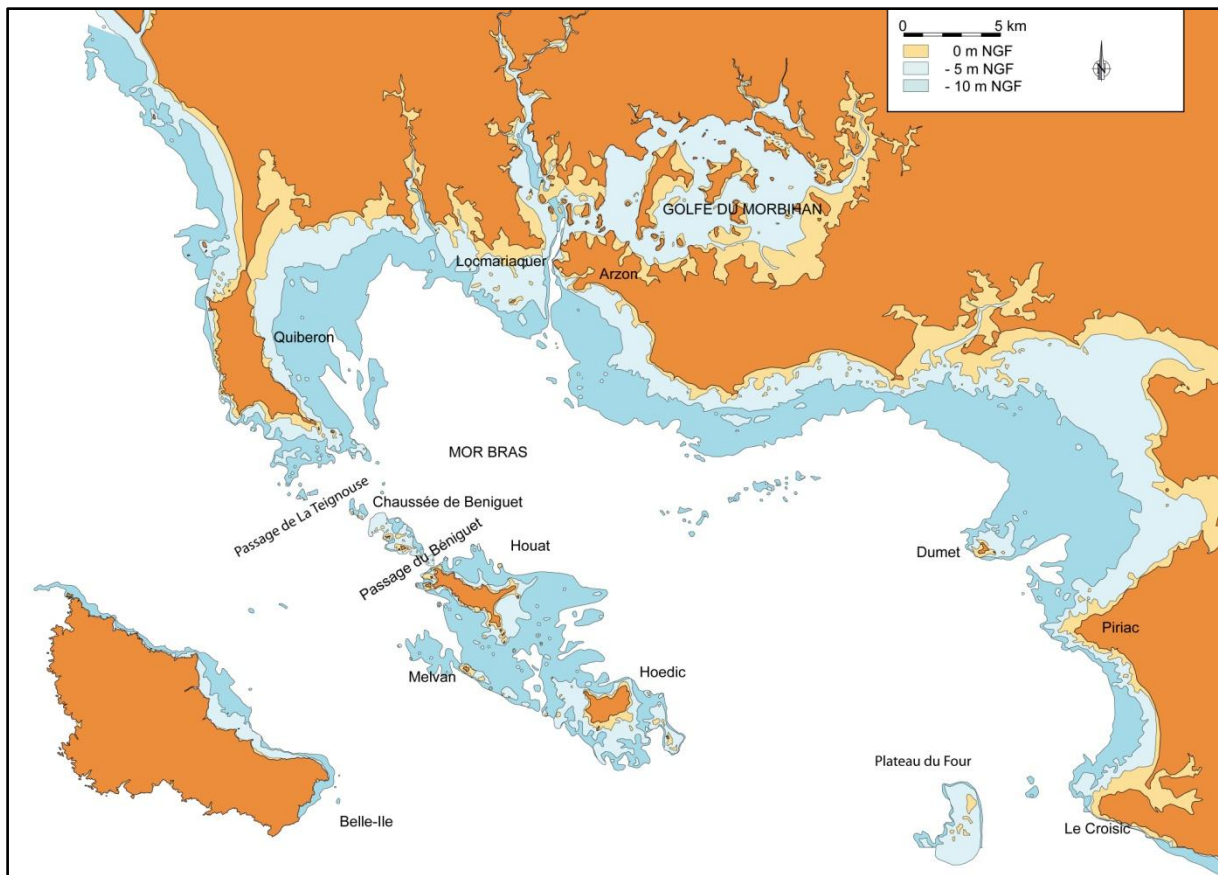 0 5 km
0 m NGF
- 5 m NGF
- 10 m NGF
N
GOLFE DU MORBIHAN
Locmariaquer
Arzon
Quiberon
MOR BRAS
Passage de La Teignouse
Chaussée de Beniguet
Passage du Béniguet
Houat
Dumet
Piriac
Melvan
Hoedic
Plateau du Four
Belle-Ile
Le Croisic